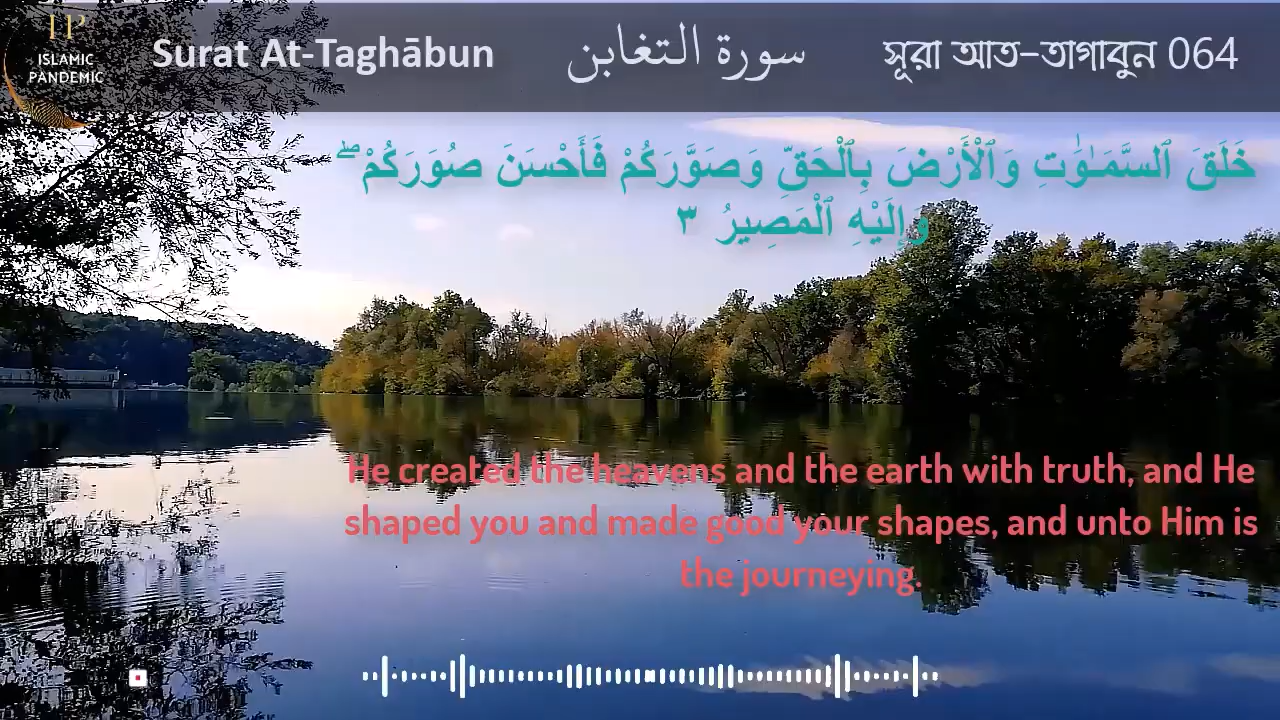 IP
ISLAMIC
PANDEMIC
Surat At-Taghābun سورة التغابن সূরা আত-তাগাবুন 064
خَلَقَ ٱلسَّمَـٰوَٰتِ وَٱلْأَرْضَ بِٱلْحَقِّ وَصَوَّرَكُمْ فَأَحْسَنَ صُوَرَكُمْ ۖ
وَإِلَيْهِ ٱلْمَصِيرُ ٣
He created the heavens and the earth with truth, and He
shaped you and made good your shapes, and unto Him is
the journeying.